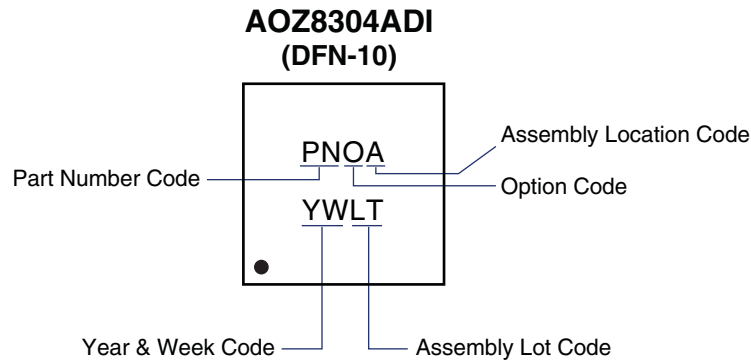 AOZ8304ADI
(DFN-10)
PNOA
Assembly Location Code
Part Number Code
Option Code
YWLT
Year & Week Code
Assembly Lot Code